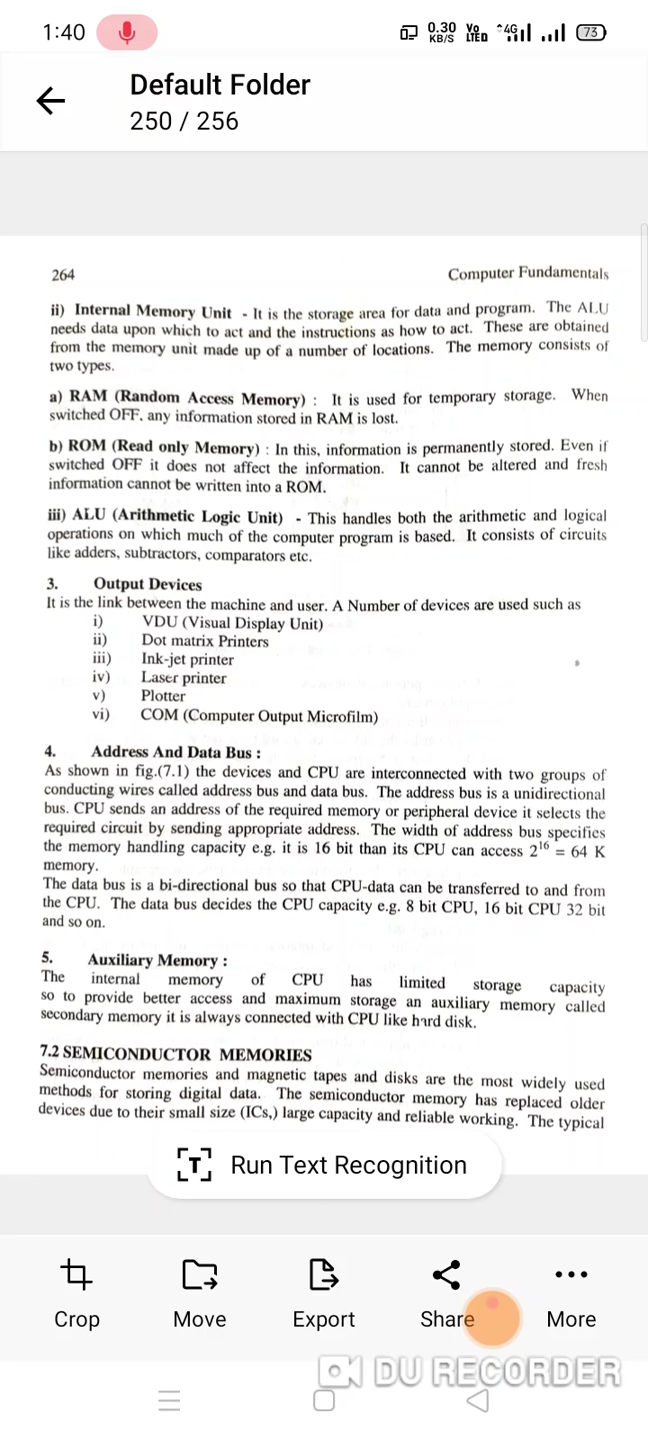 1:40
0.30 KB/S Vo LTED 4G 73
Default Folder
250 / 256
264 Computer Fundamentals
ii) Internal Memory Unit - It is the storage area for data and program. The ALU
needs data upon which to act and the instructions as how to act. These are obtained
from the memory unit made up of a number of locations. The memory consists of
two types.
a) RAM (Random Access Memory) : It is used for temporary storage. When
switched OFF, any information stored in RAM is lost.
b) ROM (Read only Memory) : In this, information is permanently stored. Even if
switched OFF it does not affect the information. It cannot be altered and fresh
information cannot be written into a ROM.
iii) ALU (Arithmetic Logic Unit) - This handles both the arithmetic and logical
operations on which much of the computer program is based. It consists of circuits
like adders, subtractors, comparators etc.
3. Output Devices
It is the link between the machine and user. A Number of devices are used such as
i) VDU (Visual Display Unit)
ii) Dot matrix Printers
iii) Ink-jet printer
iv) Laser printer
v) Plotter
vi) COM (Computer Output Microfilm)
4. Address And Data Bus :
As shown in fig.(7.1) the devices and CPU are interconnected with two groups of
conducting wires called address bus and data bus. The address bus is a unidirectional
bus. CPU sends an address of the required memory or peripheral device it selects the
required circuit by sending appropriate address. The width of address bus specifies
the memory handling capacity e.g. it is 16 bit than its CPU can access 2¹⁶ = 64 K
memory.
The data bus is a bi-directional bus so that CPU-data can be transferred to and from
the CPU. The data bus decides the CPU capacity e.g. 8 bit CPU, 16 bit CPU 32 bit
and so on.
5. Auxiliary Memory :
The internal memory of CPU has limited storage capacity
so to provide better access and maximum storage an auxiliary memory called
secondary memory it is always connected with CPU like hard disk.
7.2 SEMICONDUCTOR MEMORIES
Semiconductor memories and magnetic tapes and disks are the most widely used
methods for storing digital data. The semiconductor memory has replaced older
devices due to their small size (ICs,) large capacity and reliable working. The typical
Run Text Recognition
Crop Move Export Share More
DU RECORDER